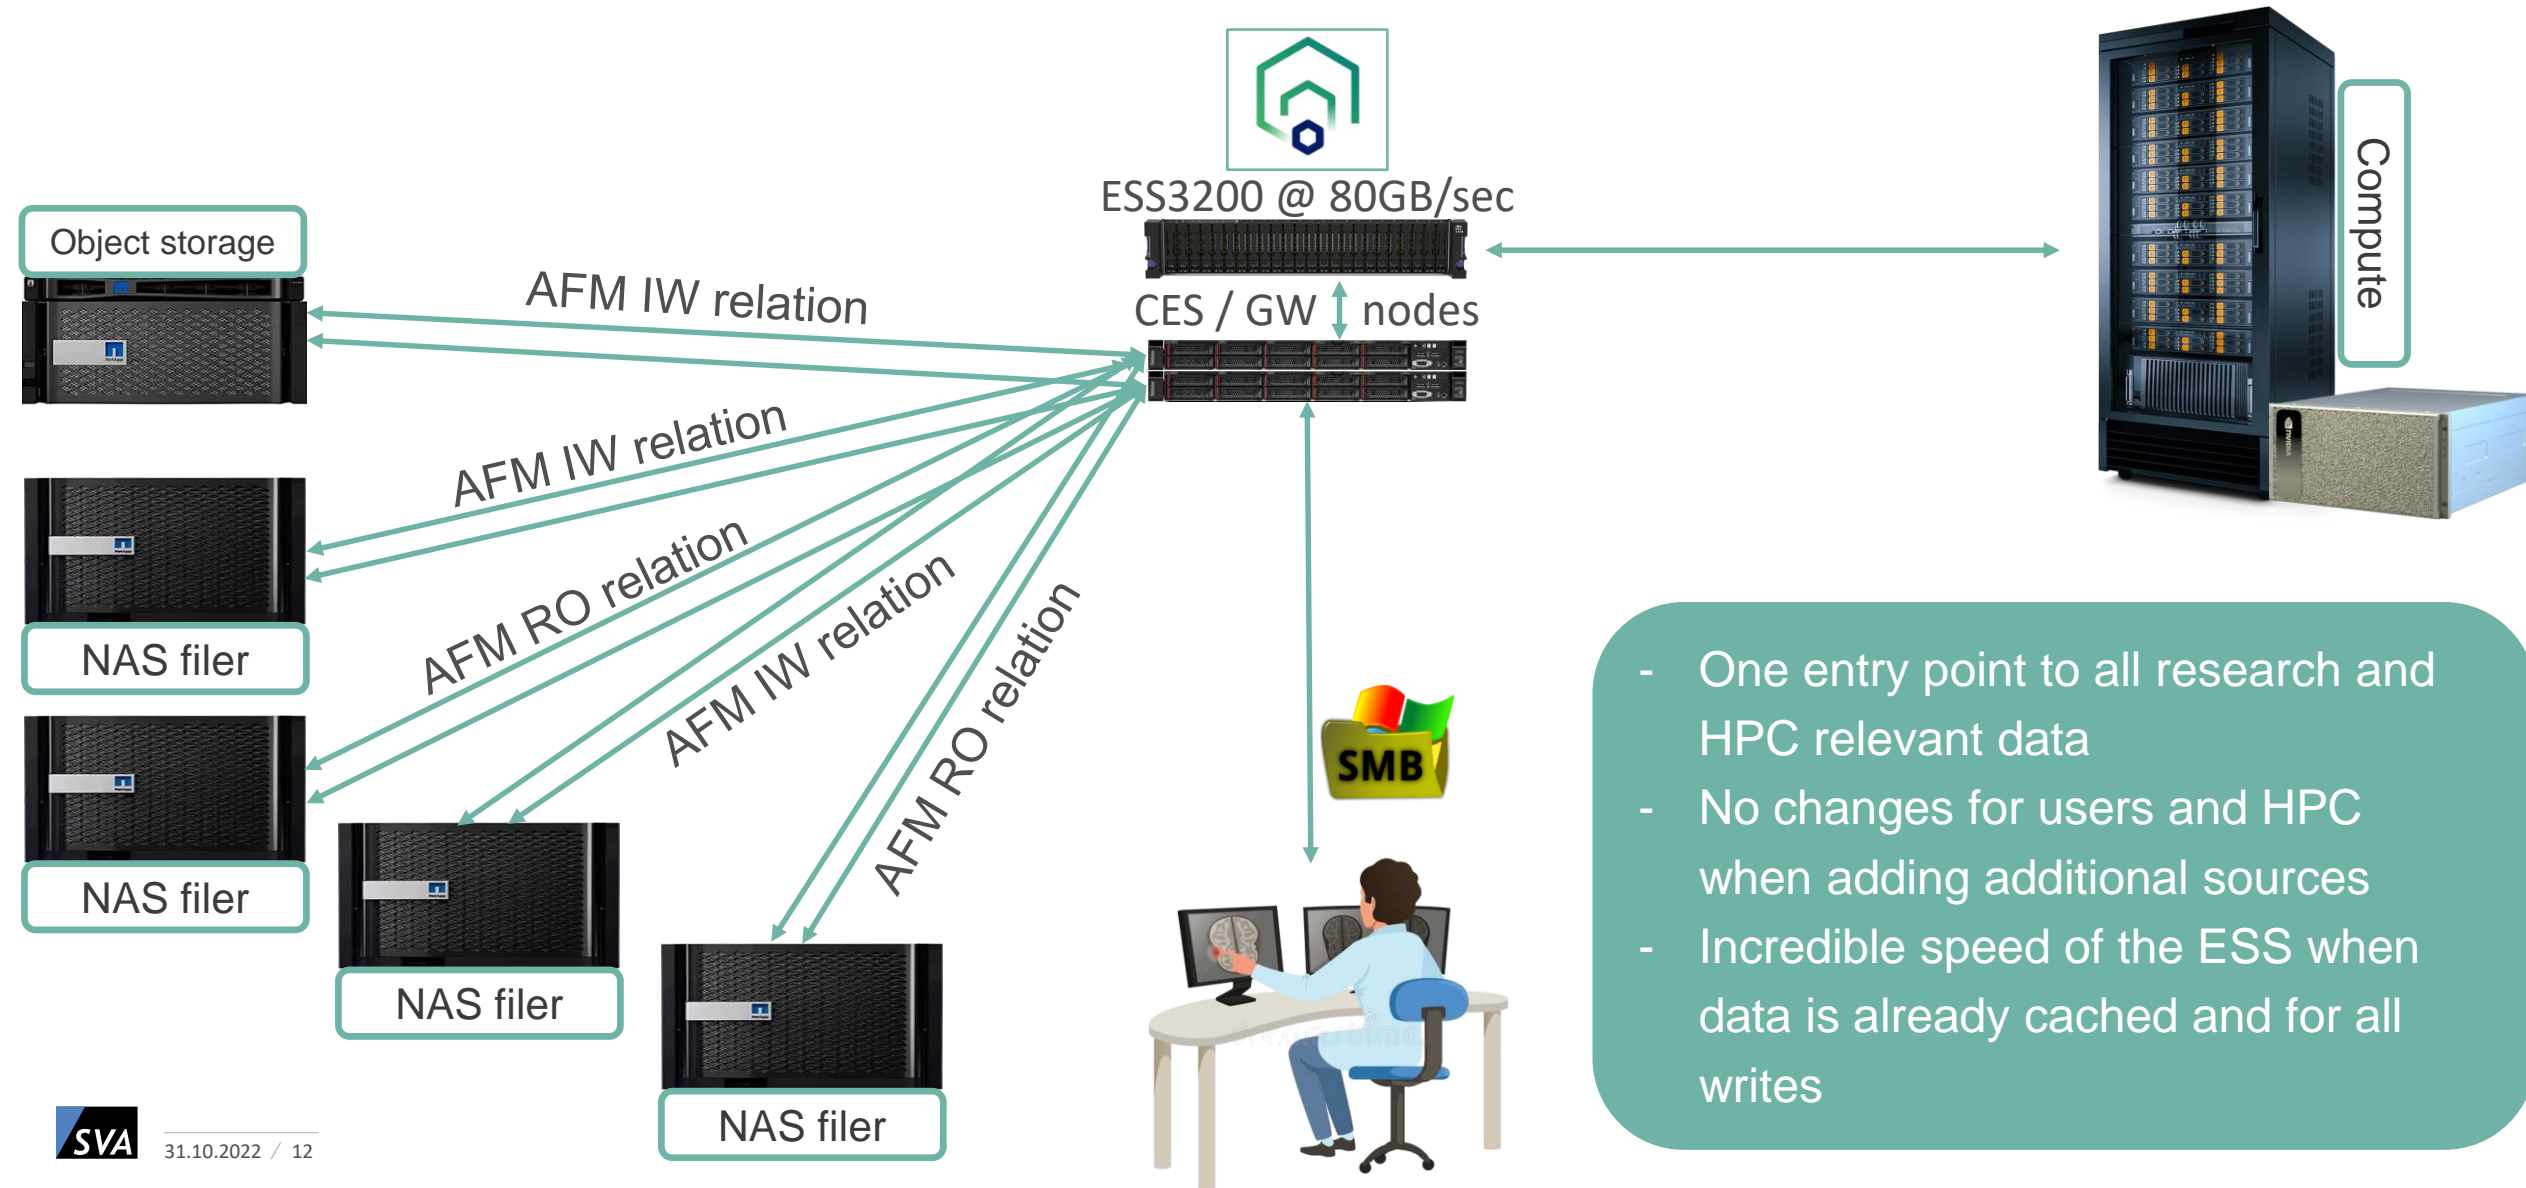 ESS3200 @ 80GB/sec
Object storage
AFM IW relation
CES / GW nodes
Compute
AFM IW relation
NAS filer
AFM RO relation
AFM IW relation
AFM RO relation
NAS filer
NAS filer
NAS filer
SMB
NVIDIA
- One entry point to all research and
HPC relevant data
- No changes for users and HPC
when adding additional sources
- Incredible speed of the ESS when
data is already cached and for all
writes
SVA
31.10.2022 / 12